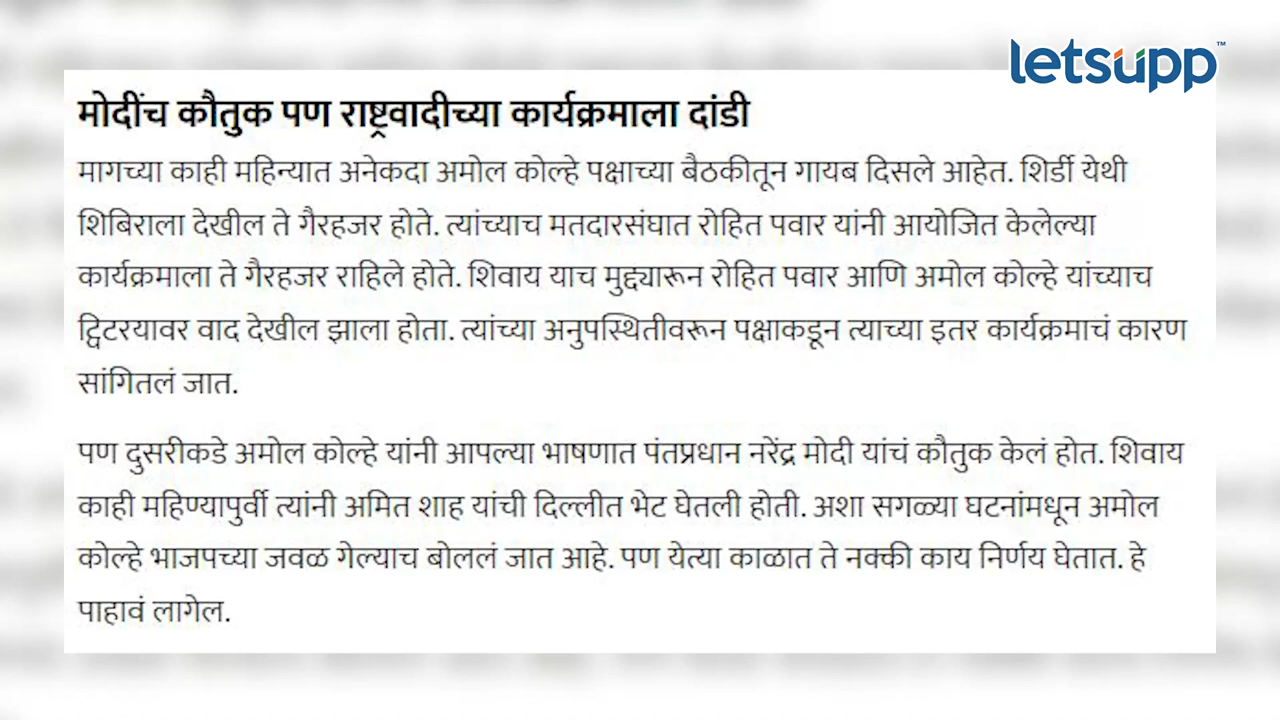 letsupp™
मोदींच कौतुक पण राष्ट्रवादीच्या कार्यक्रमाला दांडी
मागच्या काही महिन्यात अनेकदा अमोल कोल्हे पक्षाच्या बैठकीतून गायब दिसले आहेत. शिर्डी येथी
शिबिराला देखील ते गैरहजर होते. त्यांच्याच मतदारसंघात रोहित पवार यांनी आयोजित केलेल्या
कार्यक्रमाला ते गैरहजर राहिले होते. शिवाय याच मुद्द्यारून रोहित पवार आणि अमोल कोल्हे यांच्याच
ट्विटरयावर वाद देखील झाला होता. त्यांच्या अनुपस्थितीवरून पक्षाकडून त्याच्या इतर कार्यक्रमाचं कारण
सांगितलं जात.
पण दुसरीकडे अमोल कोल्हे यांनी आपल्या भाषणात पंतप्रधान नरेंद्र मोदी यांचं कौतुक केलं होत. शिवाय
काही महिण्यापुर्वी त्यांनी अमित शाह यांची दिल्लीत भेट घेतली होती. अशा सगळ्या घटनांमधून अमोल
कोल्हे भाजपच्या जवळ गेल्याच बोललं जात आहे. पण येत्या काळात ते नक्की काय निर्णय घेतात. हे
पाहावं लागेल.